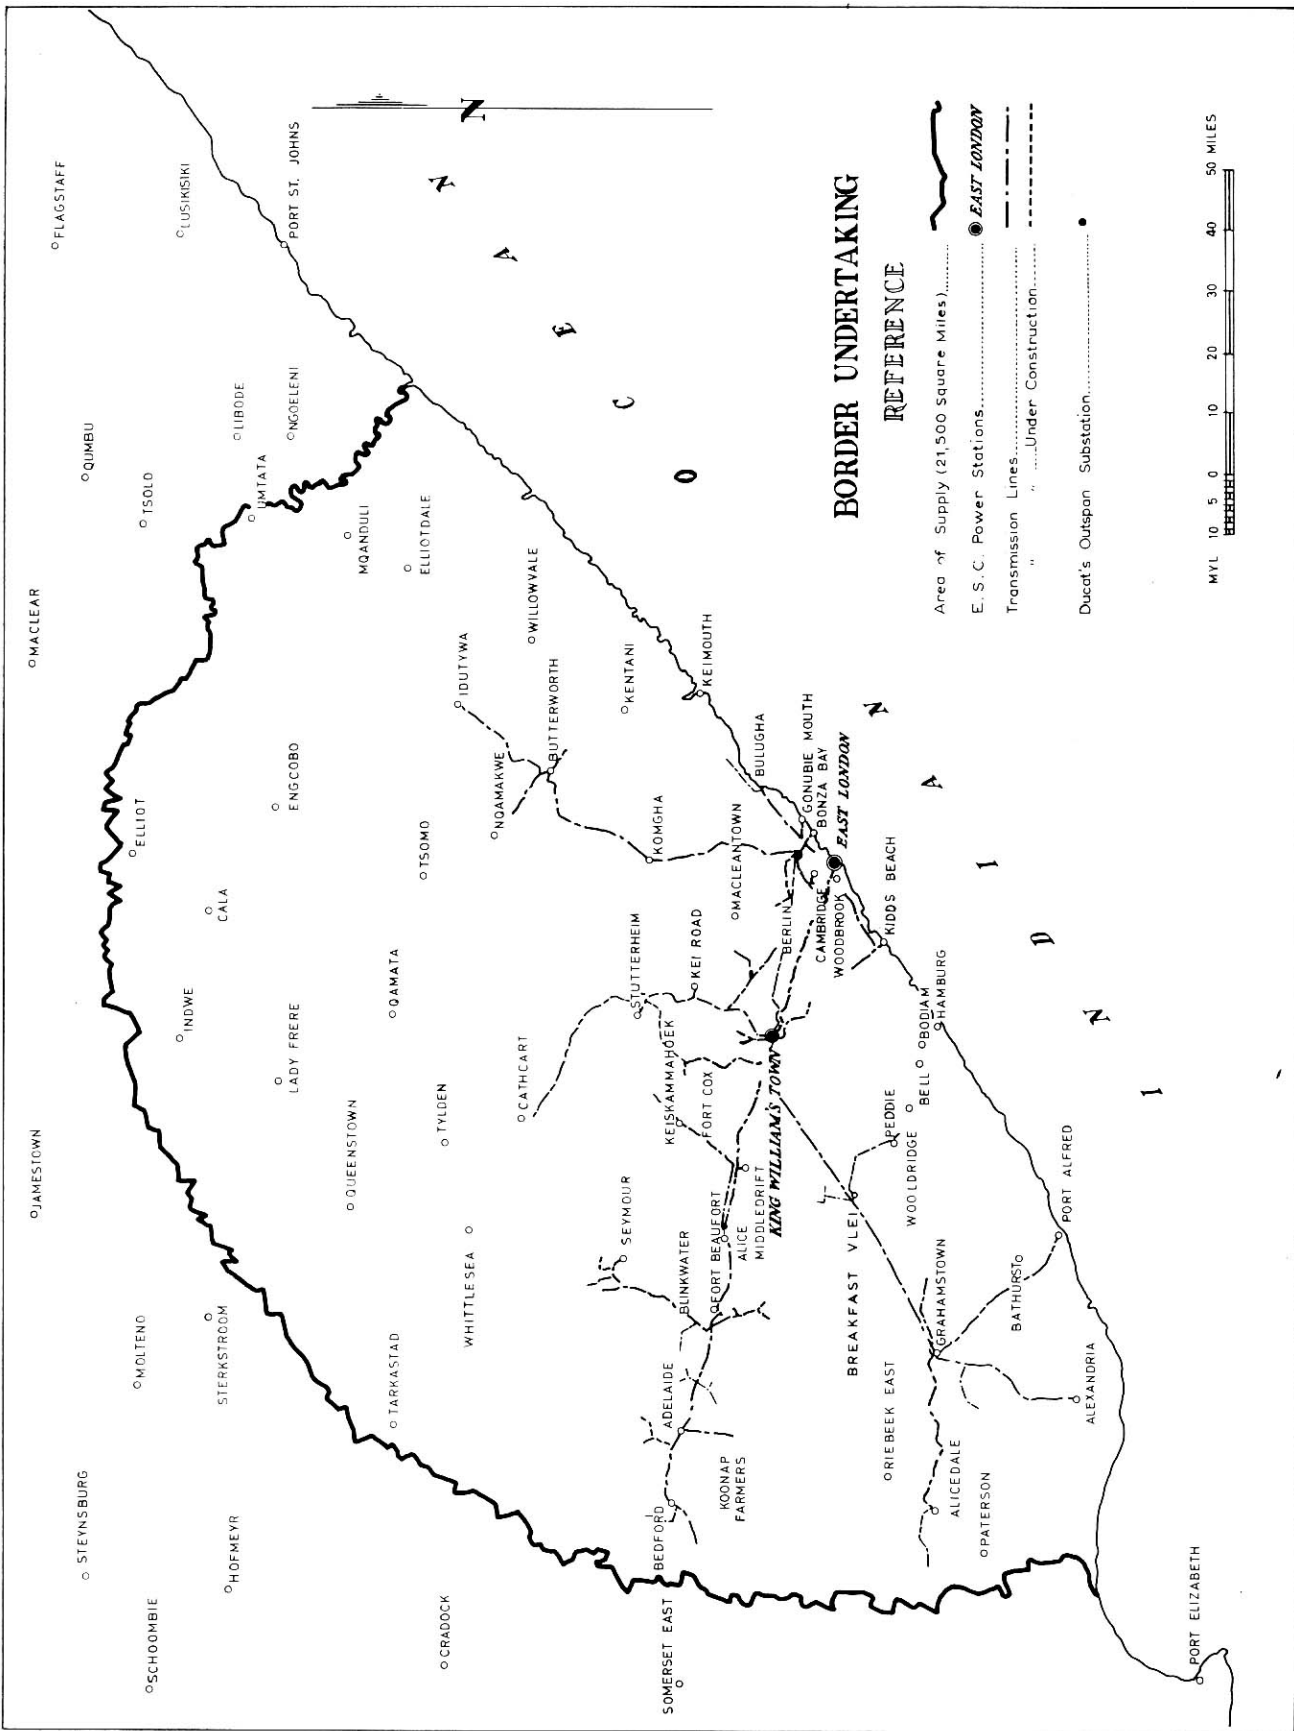 STEYNSBURG
SCHOOMBIE
HOFMEYR
CRADOCK
SOMERSET EAST
PORT ELIZABETH
JAMESTOWN
MOLTENO
STERKSTROOM
TARKASTAD
WHITTLESEA
QUEENSTOWN
TYLDEN
LADY FRERE
INDWE
CALA
ELLIOT
MACLEAR
ENGCOBO
QAMATA
TSOMO
CATHCART
SEYMOUR
BLINKWATER
ADELAIDE
BEDFORD
KOONAP
FARMERS
FORT BEAUFORT
ALICE
MIDDLEDRIFT
KEISKAMMAHOEK
FORT COX
KING WILLIAM'S TOWN
STUTTERHEIM
KEI ROAD
MACLEANTOWN
BERLIN
CAMBRIDGE
WOODBROOK
KOMGHA
NQAMAKWE
BUTTERWORTH
IDUTYWA
WILLOWVALE
KENTANI
KEIMOUTH
BULUGHA
GONUBIE MOUTH
BONZA BAY
EAST LONDON
KIDDS BEACH
HAMBURG
BODIAM
BELL
PEDDIE
WOOLDRIDGE
BREAKFAST VLEI
GRAHAMSTOWN
BATHURST
PORT ALFRED
ALEXANDRIA
RIEBEEK EAST
ALICEDALE
PATERSON
QUMBU
TSOLO
LIBODE
NGOELENI
UMTATA
MQANDULI
ELLIOTDALE
FLAGSTAFF
LUSIKISIKI
PORT ST. JOHNS
N
INDIAN OCEAN
BORDER UNDERTAKING
REFERENCE
Area of Supply (21,500 Square Miles)
E. S. C. Power Stations EAST LONDON
Transmission Lines
" " Under Construction
Ducat's Outspan Substation
MYL 10 5 0 10 20 30 40 50 MILES